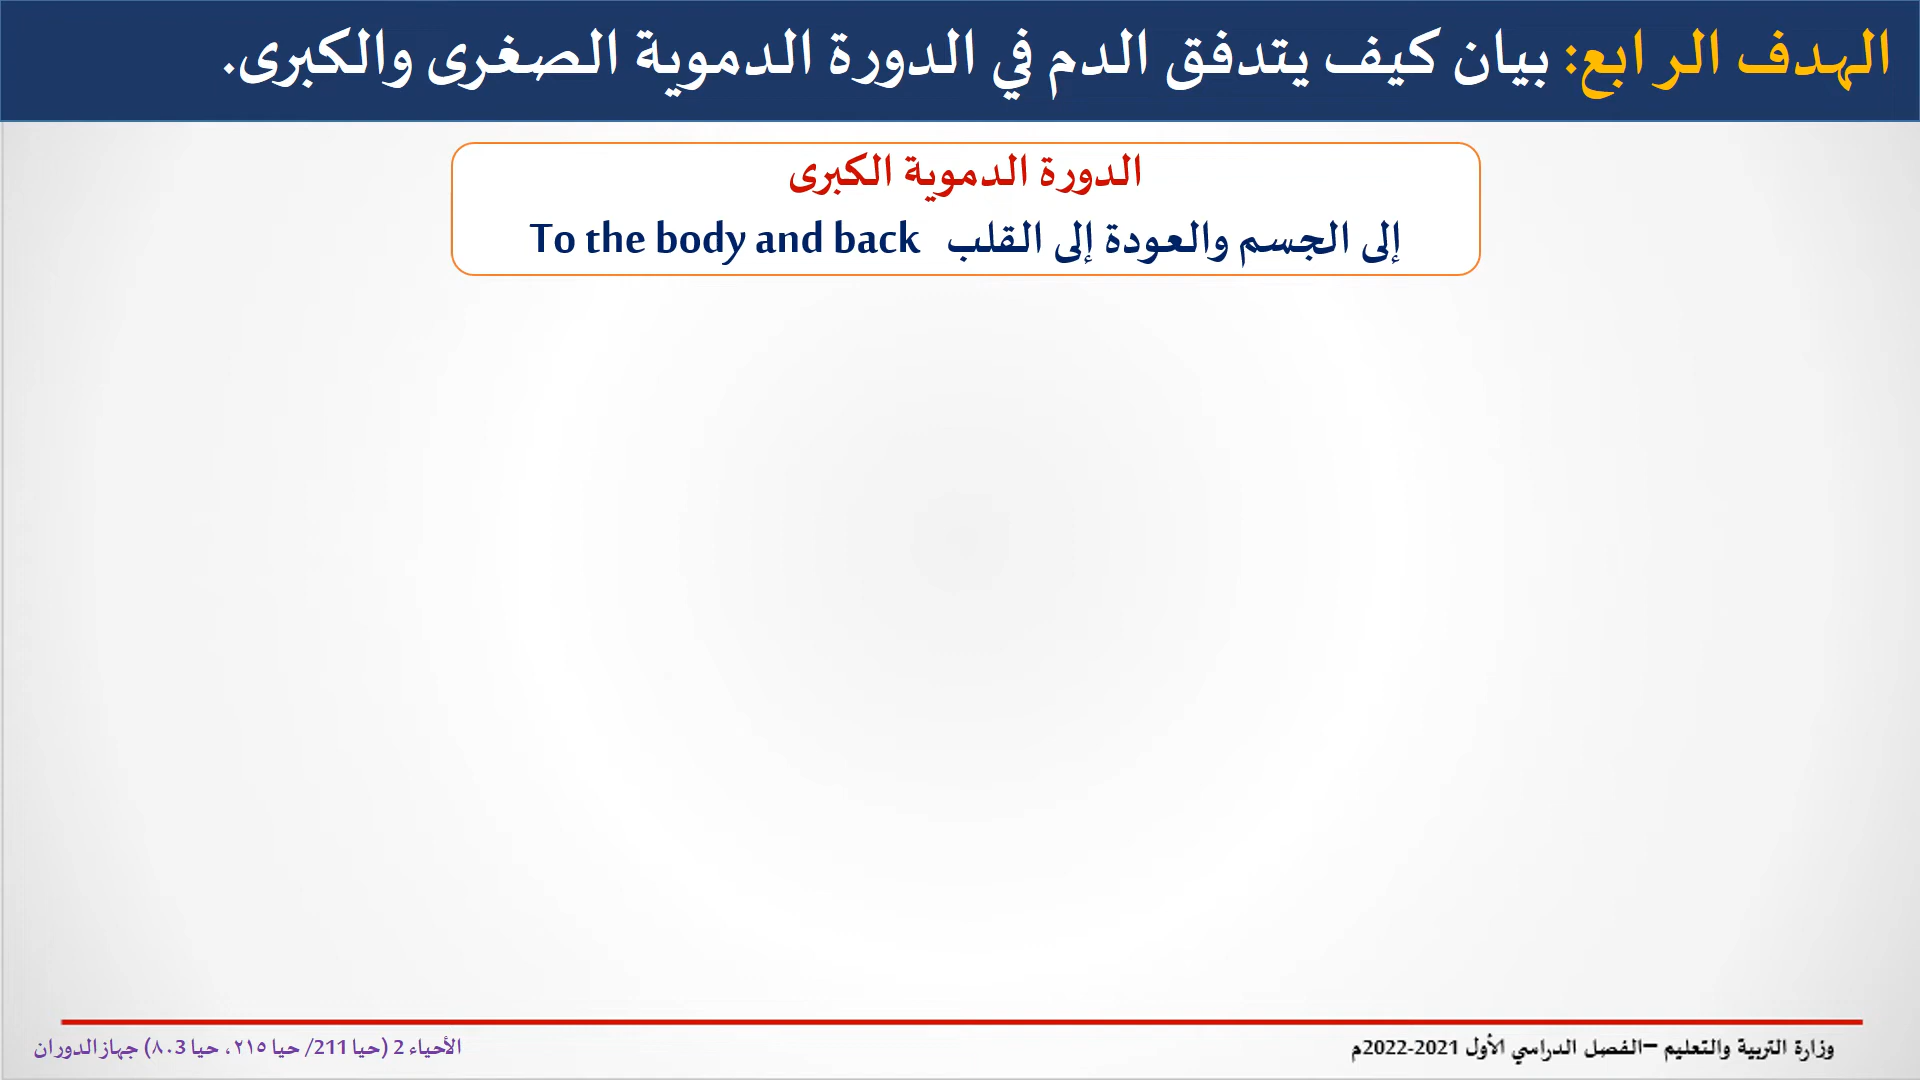 الهدف الرابع: بيان كيف يتدفق الدم في الدورة الدموية الصغرى والكبرى.
الدورة الدموية الكبرى
إلى الجسم والعودة إلى القلب To the body and back
وزارة التربية والتعليم –الفصل الدراسي الأول 2021-2022م
الأحياء 2 (حيا 211/ حيا ٢١٥، حيا ٨٠3) جهاز الدوران